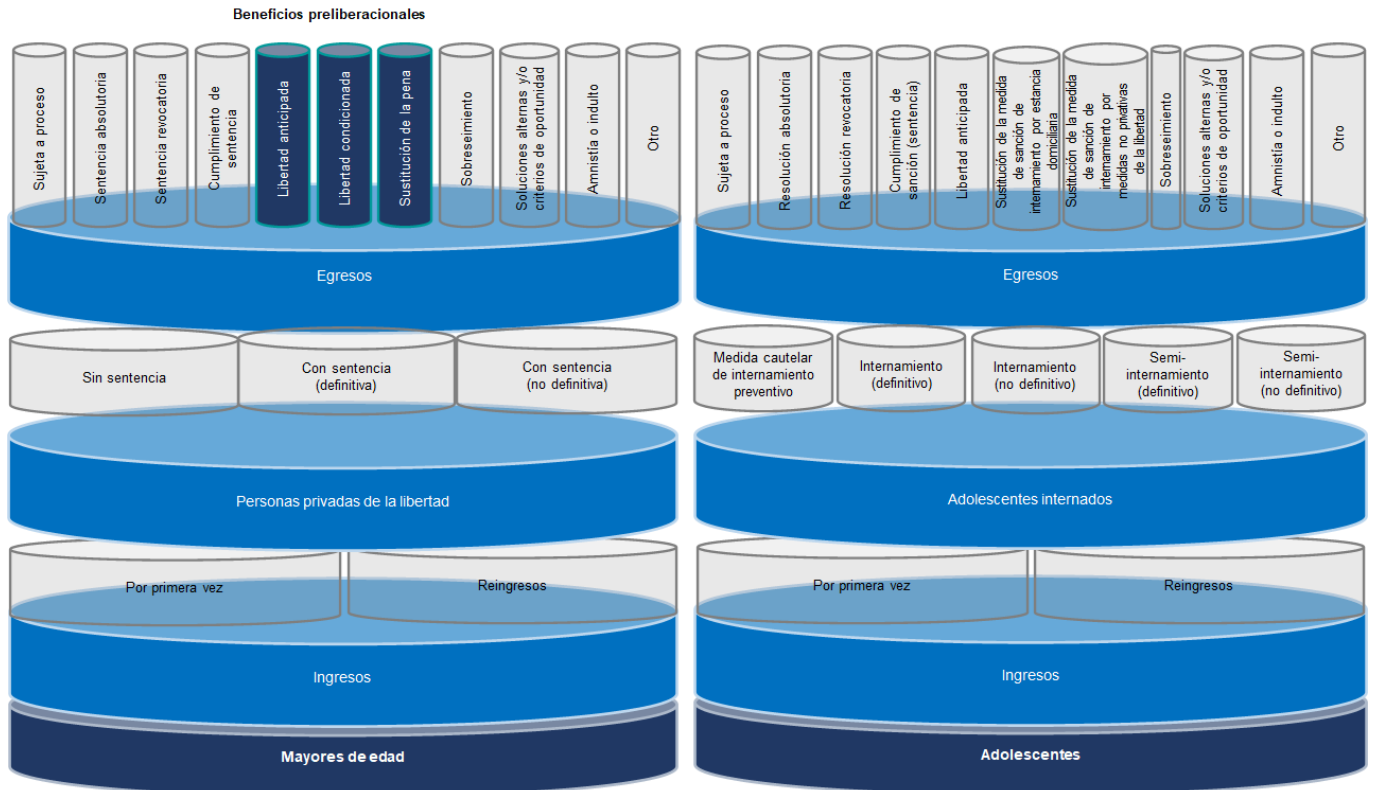 Beneficios preliberacionales
Sujeta a proceso
Sentencia absolutoria
Sentencia revocatoria
Cumplimiento de
sentencia
Libertad anticipada
Libertad condicionada
Sustitución de la pena
Sobreseimiento
Soluciones alternas y/o
criterios de oportunidad
Amnistía o indulto
Otro
Egresos
Sin sentencia
Con sentencia
(definitiva)
Con sentencia
(no definitiva)
Personas privadas de la libertad
Por primera vez
Reingresos
Ingresos
Mayores de edad
Sujeta a proceso
Resolución absolutoria
Resolución revocatoria
Cumplimiento de
sanción (sentencia)
Libertad anticipada
Sustitución de la medida
de sanción de
internamiento por estancia
domiciliaria
Sustitución de la medida
de sanción de
internamiento por
medidas no privativas
de la libertad
Sobreseimiento
Soluciones alternas y/o
criterios de oportunidad
Amnistía o indulto
Otro
Egresos
Medida cautelar
de internamiento
preventivo
Internamiento
(definitivo)
Internamiento
(no definitivo)
Semi-
internamiento
(definitivo)
Semi-
internamiento
(no definitivo)
Adolescentes internados
Por primera vez
Reingresos
Ingresos
Adolescentes